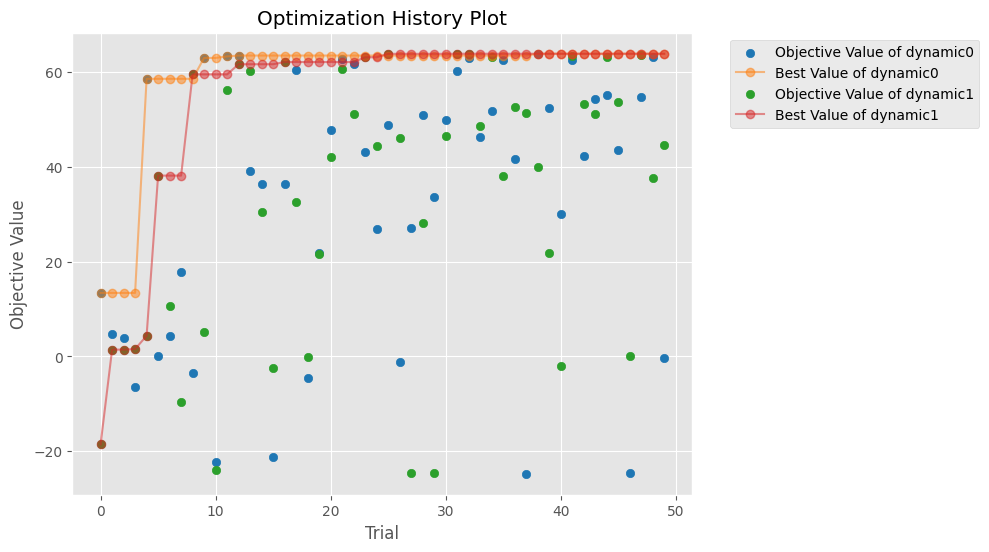 Optimization History Plot
Objective Value of dynamic0
Best Value of dynamic0
Objective Value of dynamic1
Best Value of dynamic1
60
40
20
0
−20
Objective Value
0
10
20
30
40
50
Trial